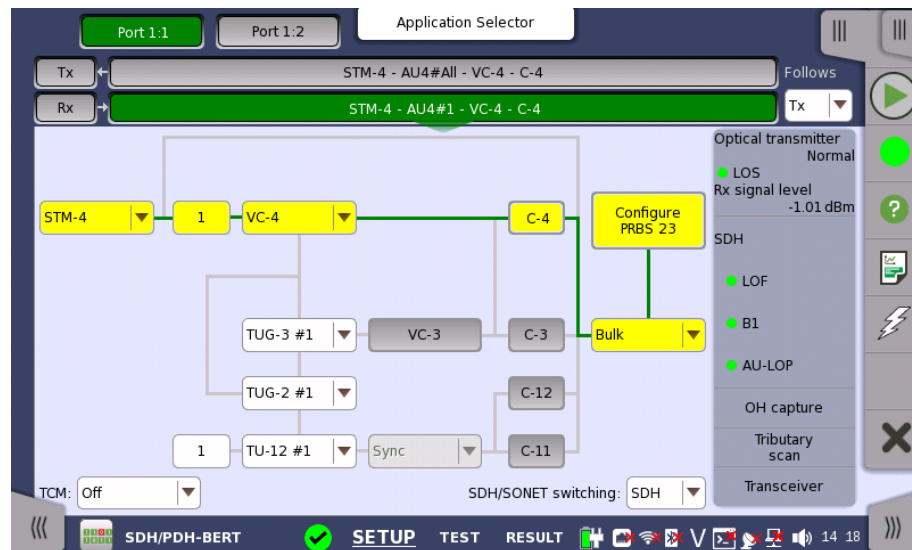 Port 1:1
Port 1:2
Application Selector
Tx
STM-4 - AU4#All - VC-4 - C-4
Follows
Rx
STM-4 - AU4#1 - VC-4 - C-4
Tx
Optical transmitter
Normal
LOS
Rx signal level
-1.01 dBm
STM-4
1
VC-4
C-4
Configure
PRBS 23
SDH
LOF
TUG-3 #1
VC-3
C-3
Bulk
B1
AU-LOP
TUG-2 #1
C-12
OH capture
1
TU-12 #1
Sync
C-11
Tributary
scan
TCM: Off
SDH/SONET switching: SDH
Transceiver
SDH/PDH-BERT
SETUP
TEST
RESULT
14 18